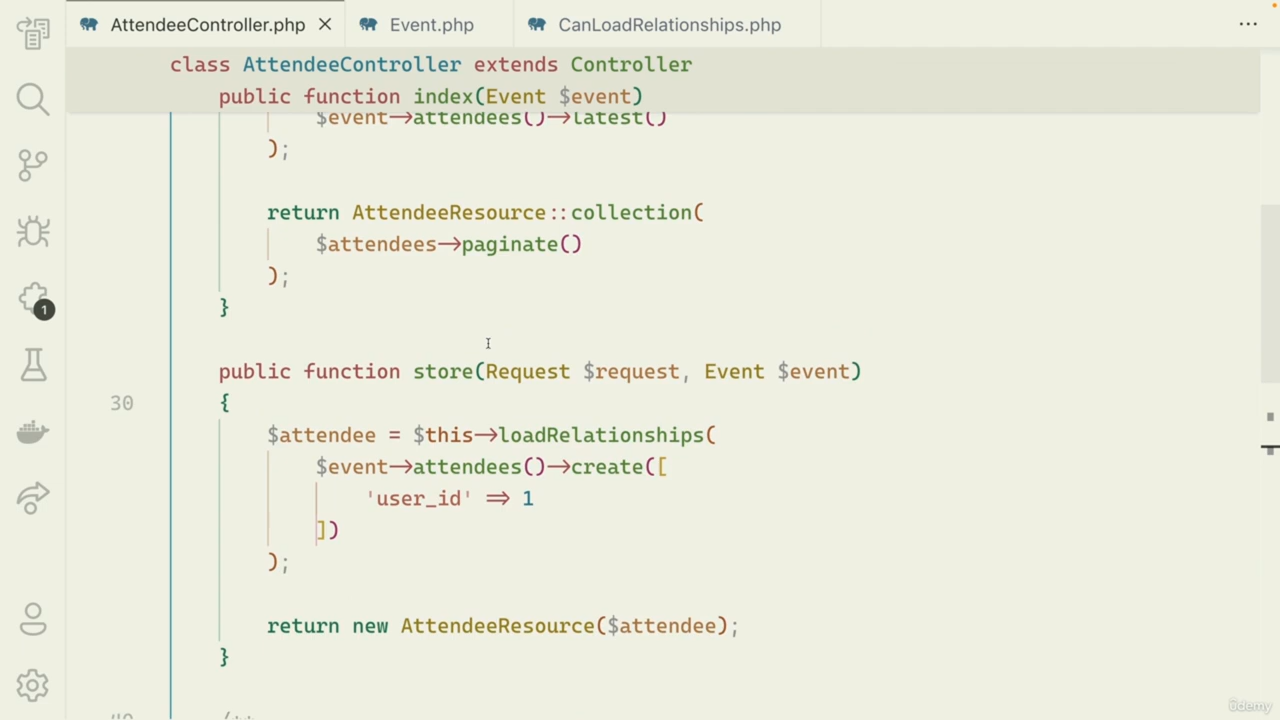 AttendeeController.php
Event.php
CanLoadRelationships.php
class AttendeeController extends Controller
public function index(Event $event)
$event->attendees()->latest()
);
return AttendeeResource::collection(
$attendees->paginate()
);
}
1
public function store(Request $request, Event $event)
30
{
$attendee = $this->loadRelationships(
$event->attendees()->create([
'user_id' => 1
])
);
return new AttendeeResource($attendee);
}
/**
ûdemy